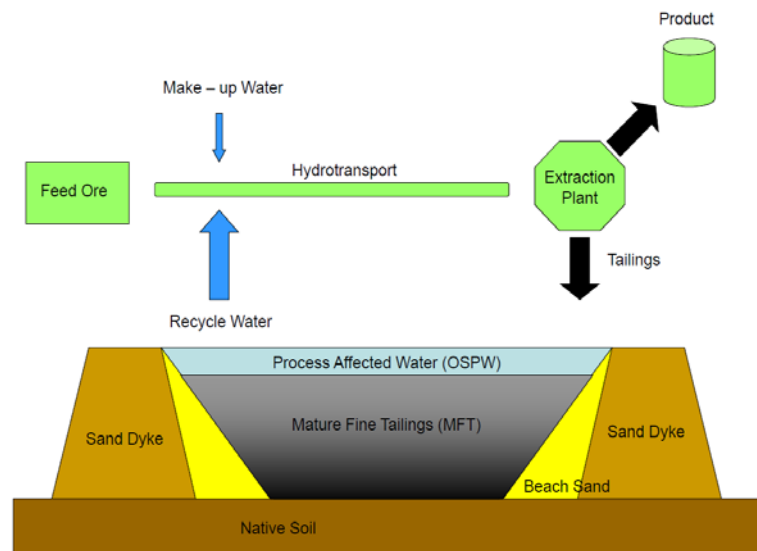 Product
Make – up Water
Hydrotransport
Feed Ore
Extraction
Plant
Tailings
Recycle Water
Process Affected Water (OSPW)
Mature Fine Tailings (MFT)
Sand Dyke
Sand Dyke
Beach Sand
Native Soil